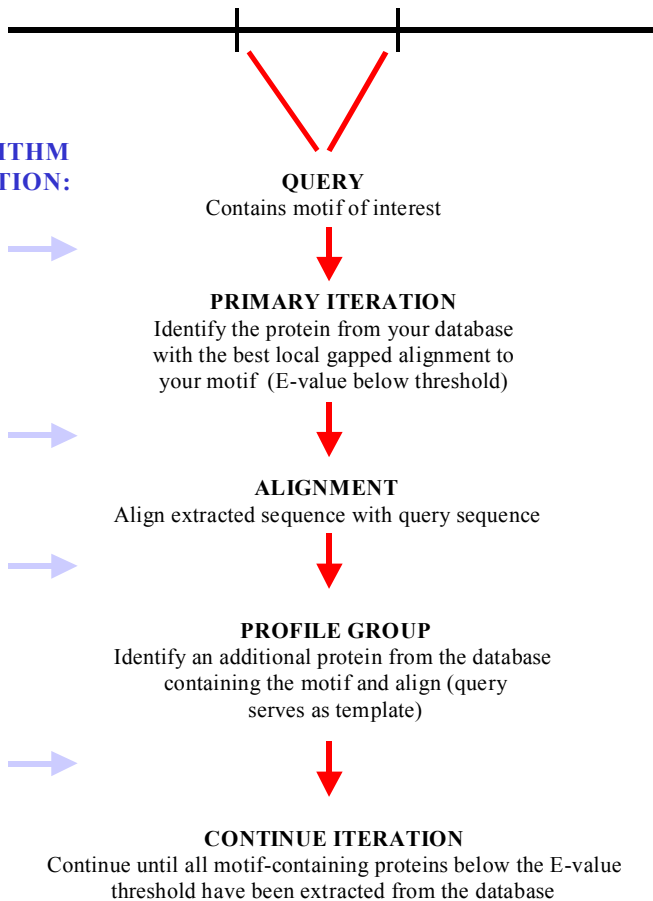 ITHM
TION:
QUERY
Contains motif of interest
PRIMARY ITERATION
Identify the protein from your database
with the best local gapped alignment to
your motif (E-value below threshold)
ALIGNMENT
Align extracted sequence with query sequence
PROFILE GROUP
Identify an additional protein from the database
containing the motif and align (query
serves as template)
CONTINUE ITERATION
Continue until all motif-containing proteins below the E-value
threshold have been extracted from the database